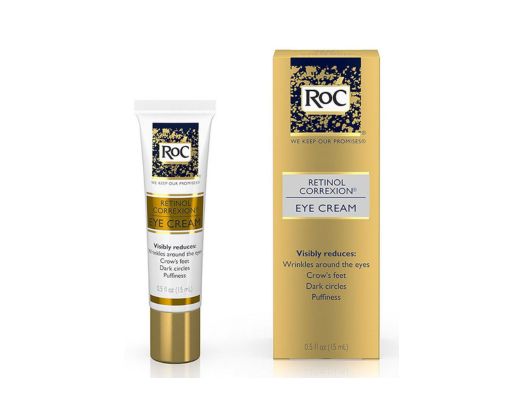 RoC
WE KEEP OUR PROMISES
RETINOL
CORREXION®
EYE CREAM
Visibly reduces:
Wrinkles around the eyes
Crow's feet
Dark circles
Puffiness
0.5 fl oz (15 mL)
RoC®
WE KEEP OUR PROMISES®
RETINOL
CORREXION®
EYE CREAM
Visibly reduces:
Wrinkles around the eyes
Crow's feet
Dark circles
Puffiness
0.5 fl oz (15 mL)